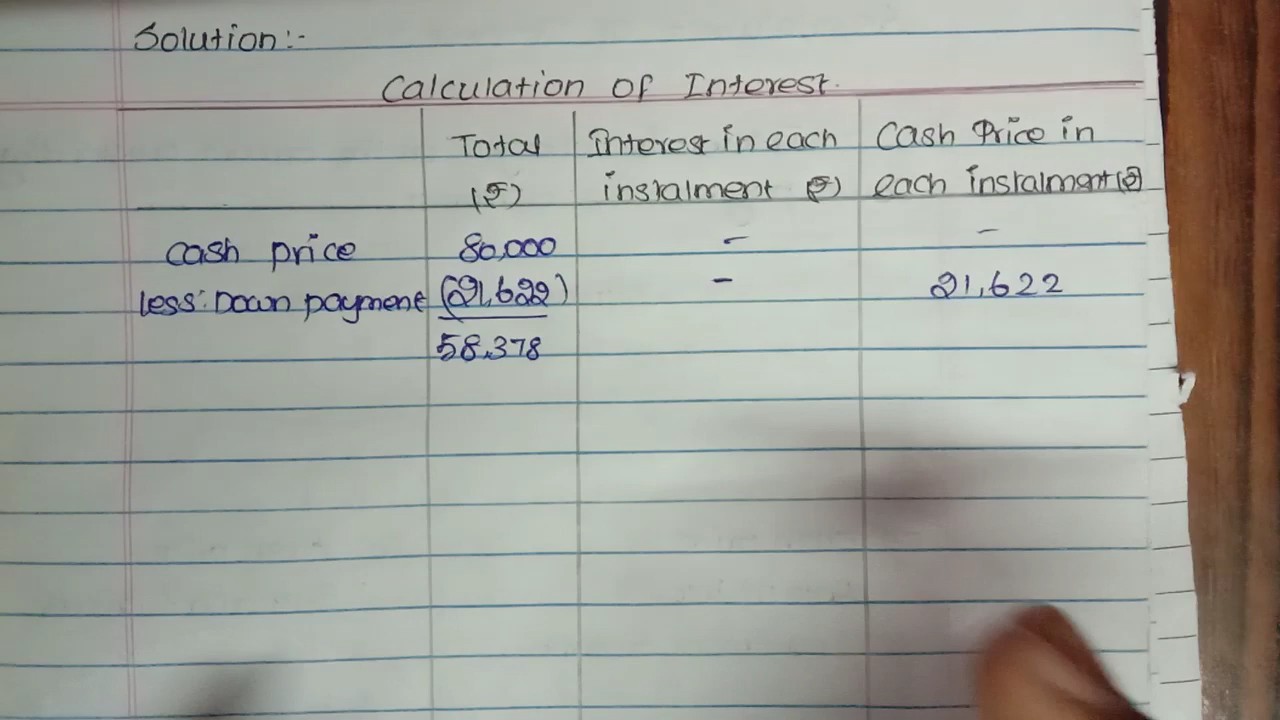 Solution:-
Calculation of Interest.
Total (₹) | Interest in each instalment (₹) | Cash Price in each instalment (₹)
Cash price 80,000 - -
less: Down payment (21,622) - 21,622
58,378